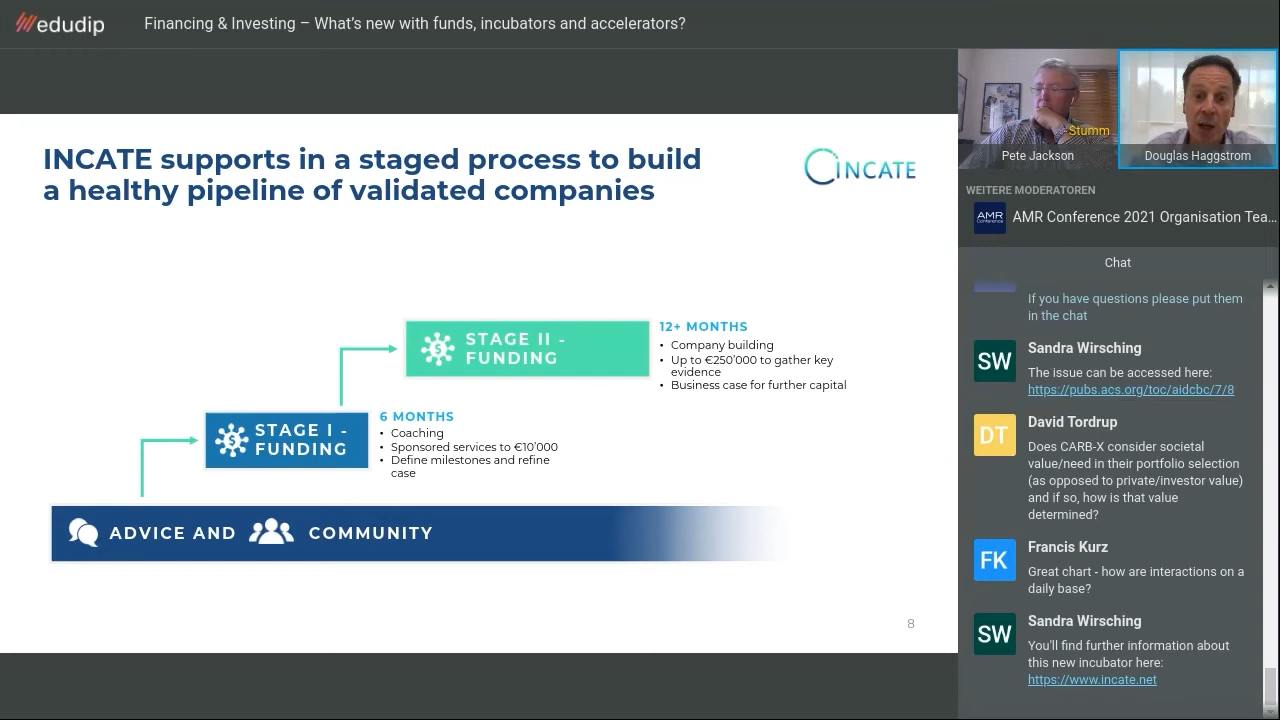 edudip
Financing & Investing – What's new with funds, incubators and accelerators?
INCATE supports in a staged process to build
a healthy pipeline of validated companies
INCATE
STAGE II -
FUNDING
12+ MONTHS
• Company building
• Up to €250'000 to gather key
evidence
• Business case for further capital
STAGE I -
FUNDING
6 MONTHS
• Coaching
• Sponsored services to €10'000
• Define milestones and refine
case
ADVICE AND COMMUNITY
8
Stumm
Pete Jackson
Douglas Haggstrom
WEITERE MODERATOREN
AMR
Conference
AMR Conference 2021 Organisation Tea...
Chat
If you have questions please put them
in the chat
SW
Sandra Wirsching
The issue can be accessed here:
https://pubs.acs.org/toc/aidcbc/7/8
DT
David Tordrup
Does CARB-X consider societal
value/need in their portfolio selection
(as opposed to private/investor value)
and if so, how is that value
determined?
FK
Francis Kurz
Great chart - how are interactions on a
daily base?
SW
Sandra Wirsching
You'll find further information about
this new incubator here:
https://www.incate.net